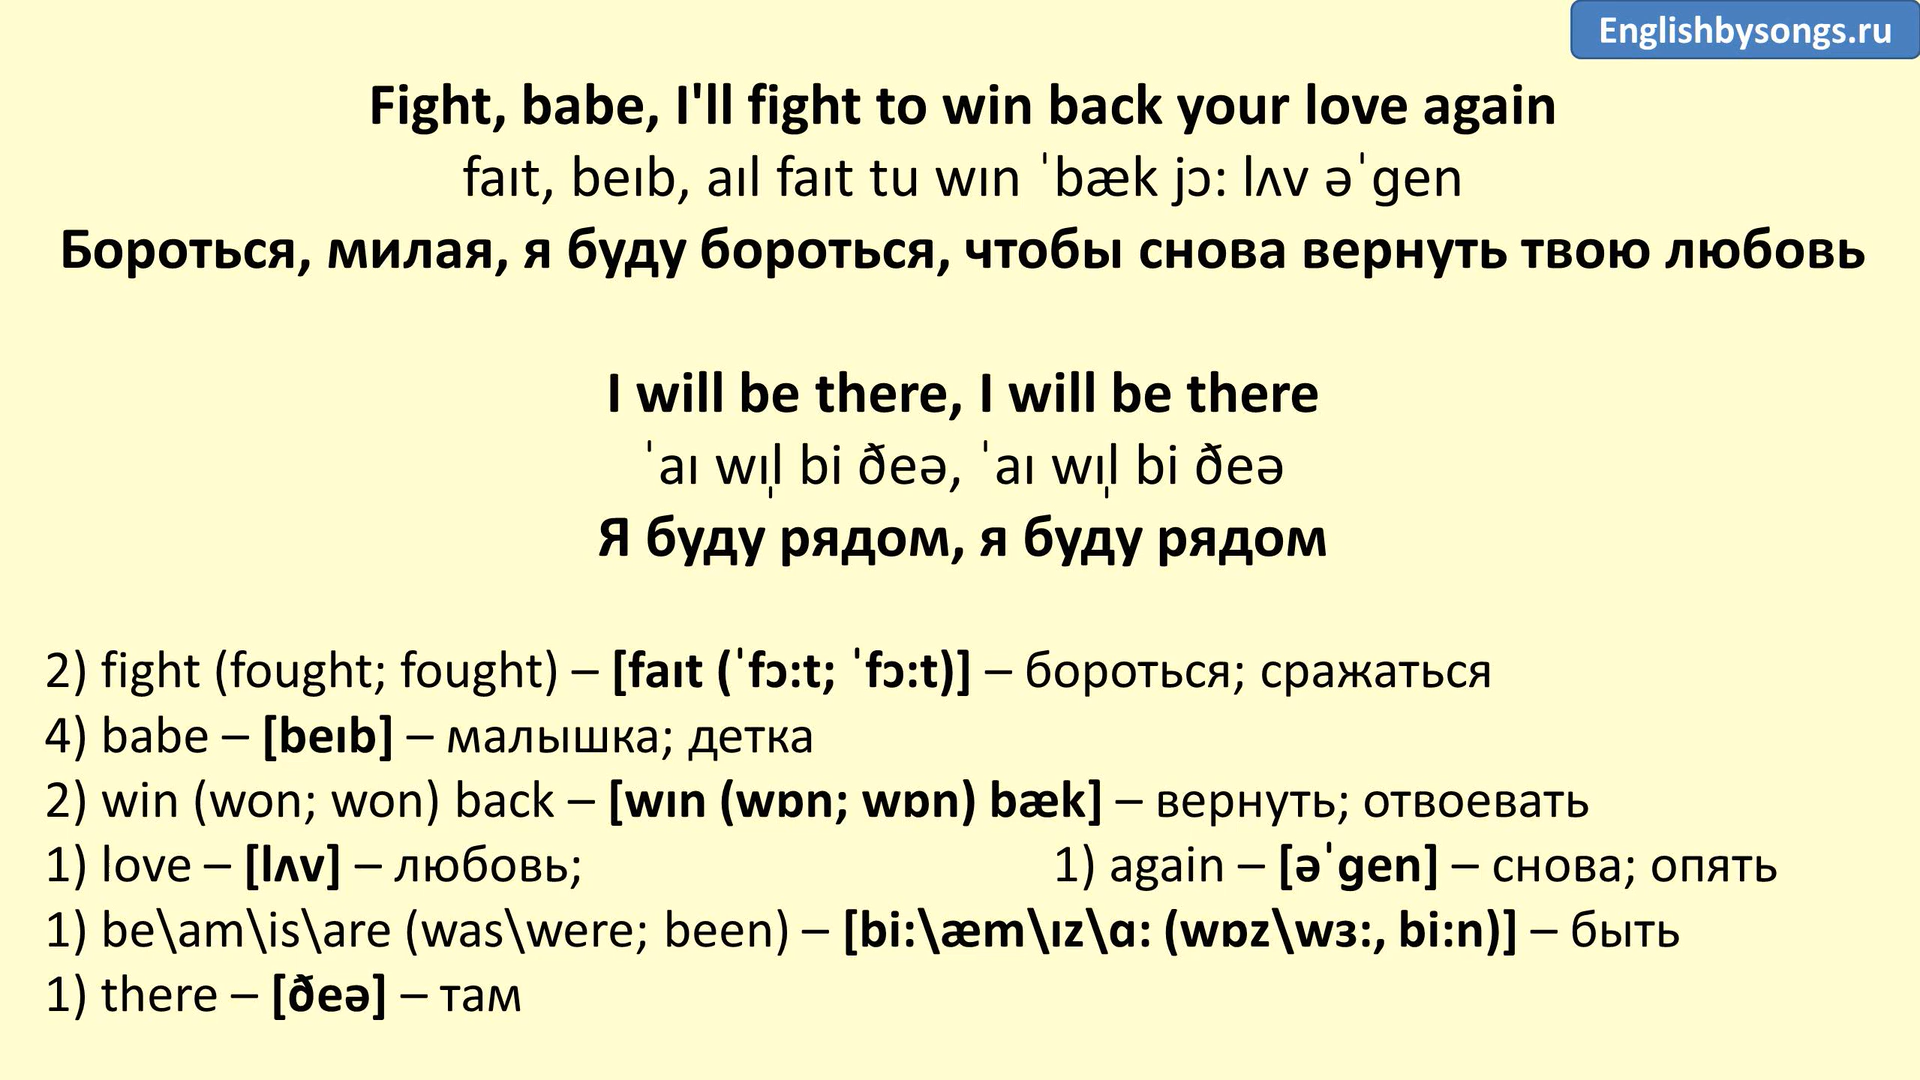 Englishbysongs.ru
Fight, babe, I'll fight to win back your love again
faɪt, beɪb, aɪl faɪt tu wɪn ˈbæk jɔ: lʌv əˈɡen
Бороться, милая, я буду бороться, чтобы снова вернуть твою любовь
I will be there, I will be there
ˈaɪ wɪl̩ bi ðeə, ˈaɪ wɪl̩ bi ðeə
Я буду рядом, я буду рядом
2) fight (fought; fought) – [faɪt (ˈfɔ:t; ˈfɔ:t)] – бороться; сражаться
4) babe – [beɪb] – малышка; детка
2) win (won; won) back – [wɪn (wɒn; wɒn) bæk] – вернуть; отвоевать
1) love – [lʌv] – любовь; 1) again – [əˈɡen] – снова; опять
1) be\am\is\are (was\were; been) – [bi:\æm\ɪz\ɑ: (wɒz\wɜ:, bi:n)] – быть
1) there – [ðeə] – там